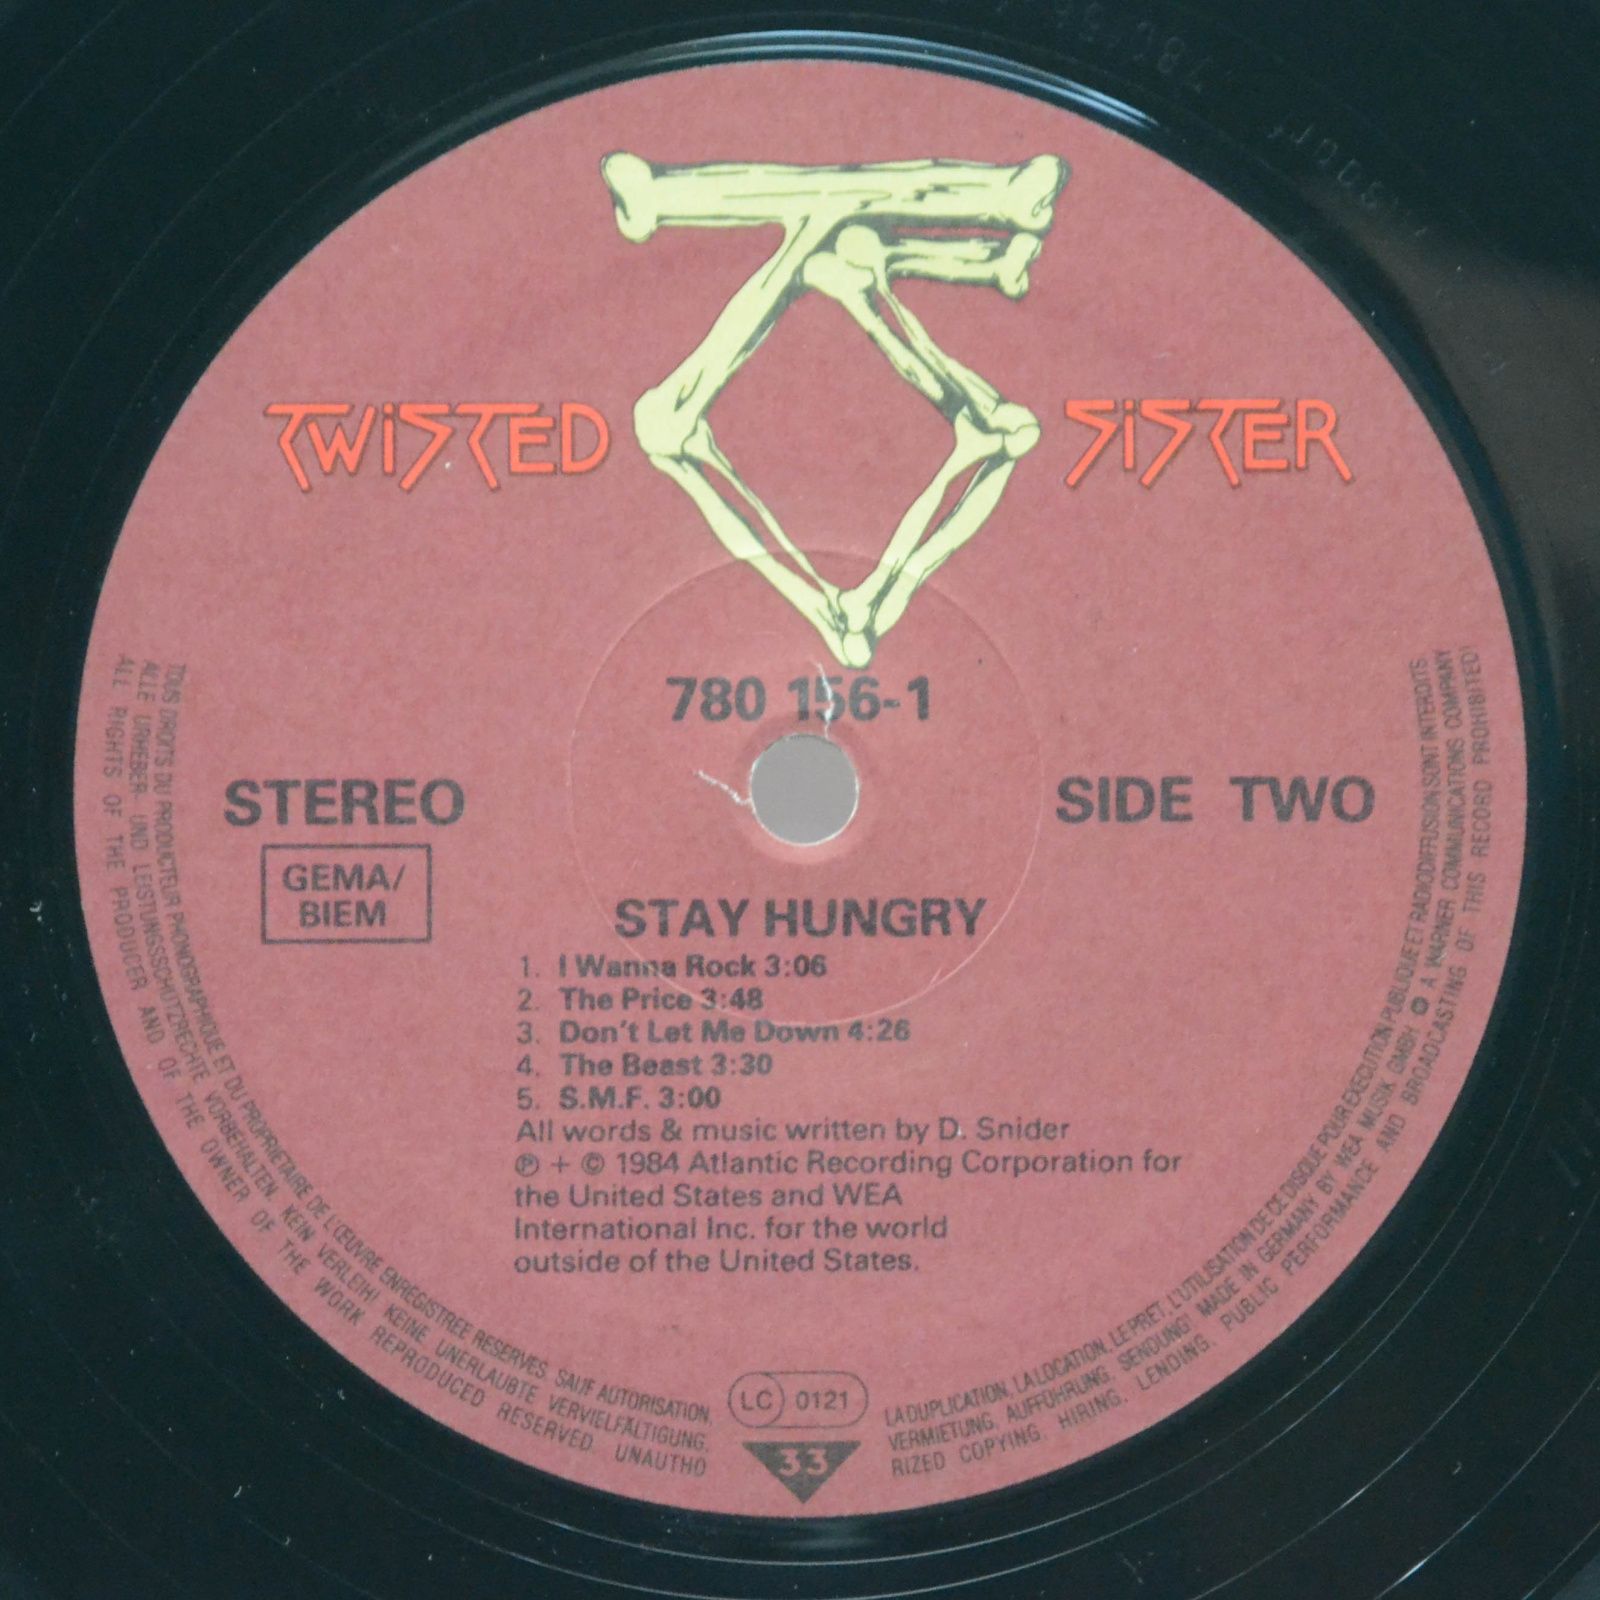 TWiSTED SiSTER
780 156-1
STEREO
SIDE TWO
GEMA/
BIEM
STAY HUNGRY
1. I Wanna Rock 3:06
2. The Price 3:48
3. Don't Let Me Down 4:26
4. The Beast 3:30
5. S.M.F. 3:00
All words & music written by D. Snider
℗ + © 1984 Atlantic Recording Corporation for
the United States and WEA
International Inc. for the world
outside of the United States.
LC 0121
33
TOUS DROITS DU PRODUCTEUR PHONOGRAPHIQUE ET DU PROPRIETAIRE DE L'ŒUVRE ENREGISTREE RESERVES. SAUF AUTORISATION, LA DUPLICATION, LA LOCATION, LE PRET, L'UTILISATION DE CE DISQUE POUR EXECUTION PUBLIQUE ET RADIODIFFUSION SONT INTERDITS.
ALLE URHEBER- UND LEISTUNGSSCHUTZRECHTE VORBEHALTEN. KEIN VERLEIH! KEINE UNERLAUBTE VERVIELFÄLTIGUNG, VERMIETUNG, AUFFÜHRUNG, SENDUNG! MADE IN GERMANY BY WEA MUSIK GMBH A WARNER COMMUNICATIONS COMPANY
ALL RIGHTS OF THE PRODUCER AND OF THE OWNER OF THE WORK REPRODUCED RESERVED. UNAUTHORIZED COPYING, HIRING, LENDING, PUBLIC PERFORMANCE AND BROADCASTING OF THIS RECORD PROHIBITED!